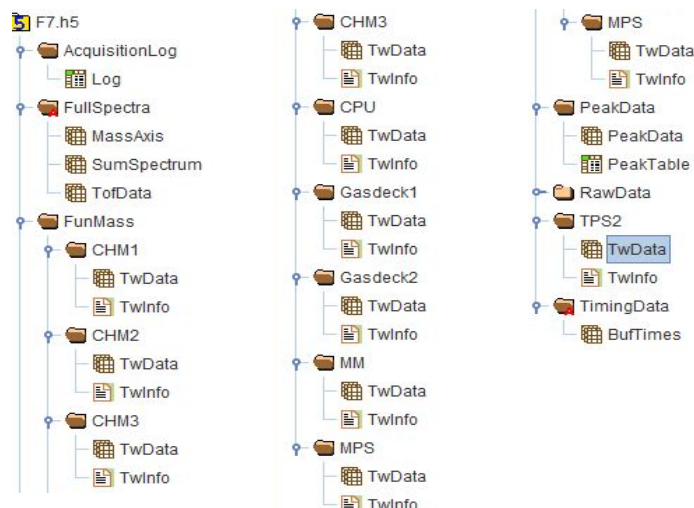 F7.h5
AcquisitionLog
Log
FullSpectra
MassAxis
SumSpectrum
TofData
FunMass
CHM1
TwData
TwInfo
CHM2
TwData
TwInfo
CHM3
TwData
TwInfo
CHM3
TwData
TwInfo
CPU
TwData
TwInfo
Gasdeck1
TwData
TwInfo
Gasdeck2
TwData
TwInfo
MM
TwData
TwInfo
MPS
TwData
TwInfo
MPS
TwData
TwInfo
PeakData
PeakData
PeakTable
RawData
TPS2
TwData
TwInfo
TimingData
BufTimes